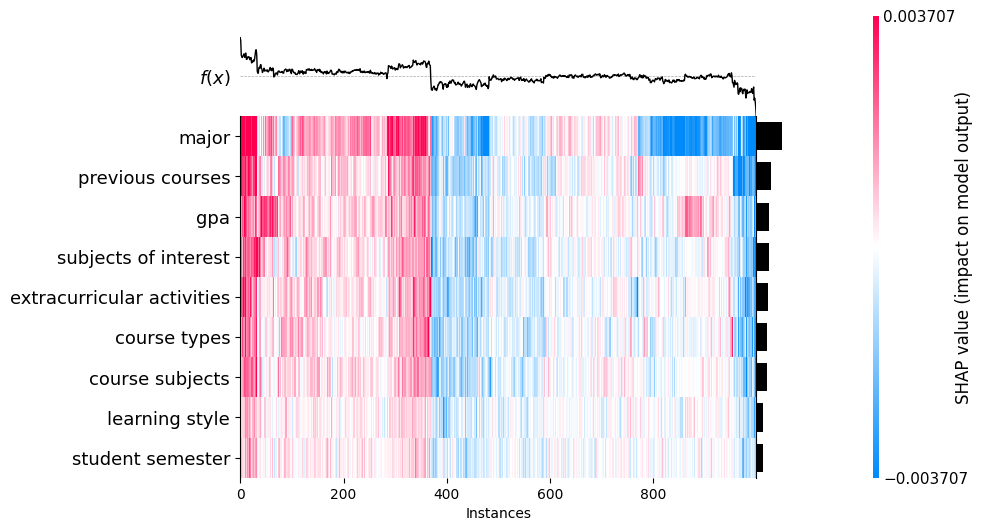 0.003707
f(x)
major
previous courses
gpa
subjects of interest
extracurricular activities
course types
course subjects
learning style
student semester
0 200 400 600 800
Instances
SHAP value (impact on model output)
−0.003707